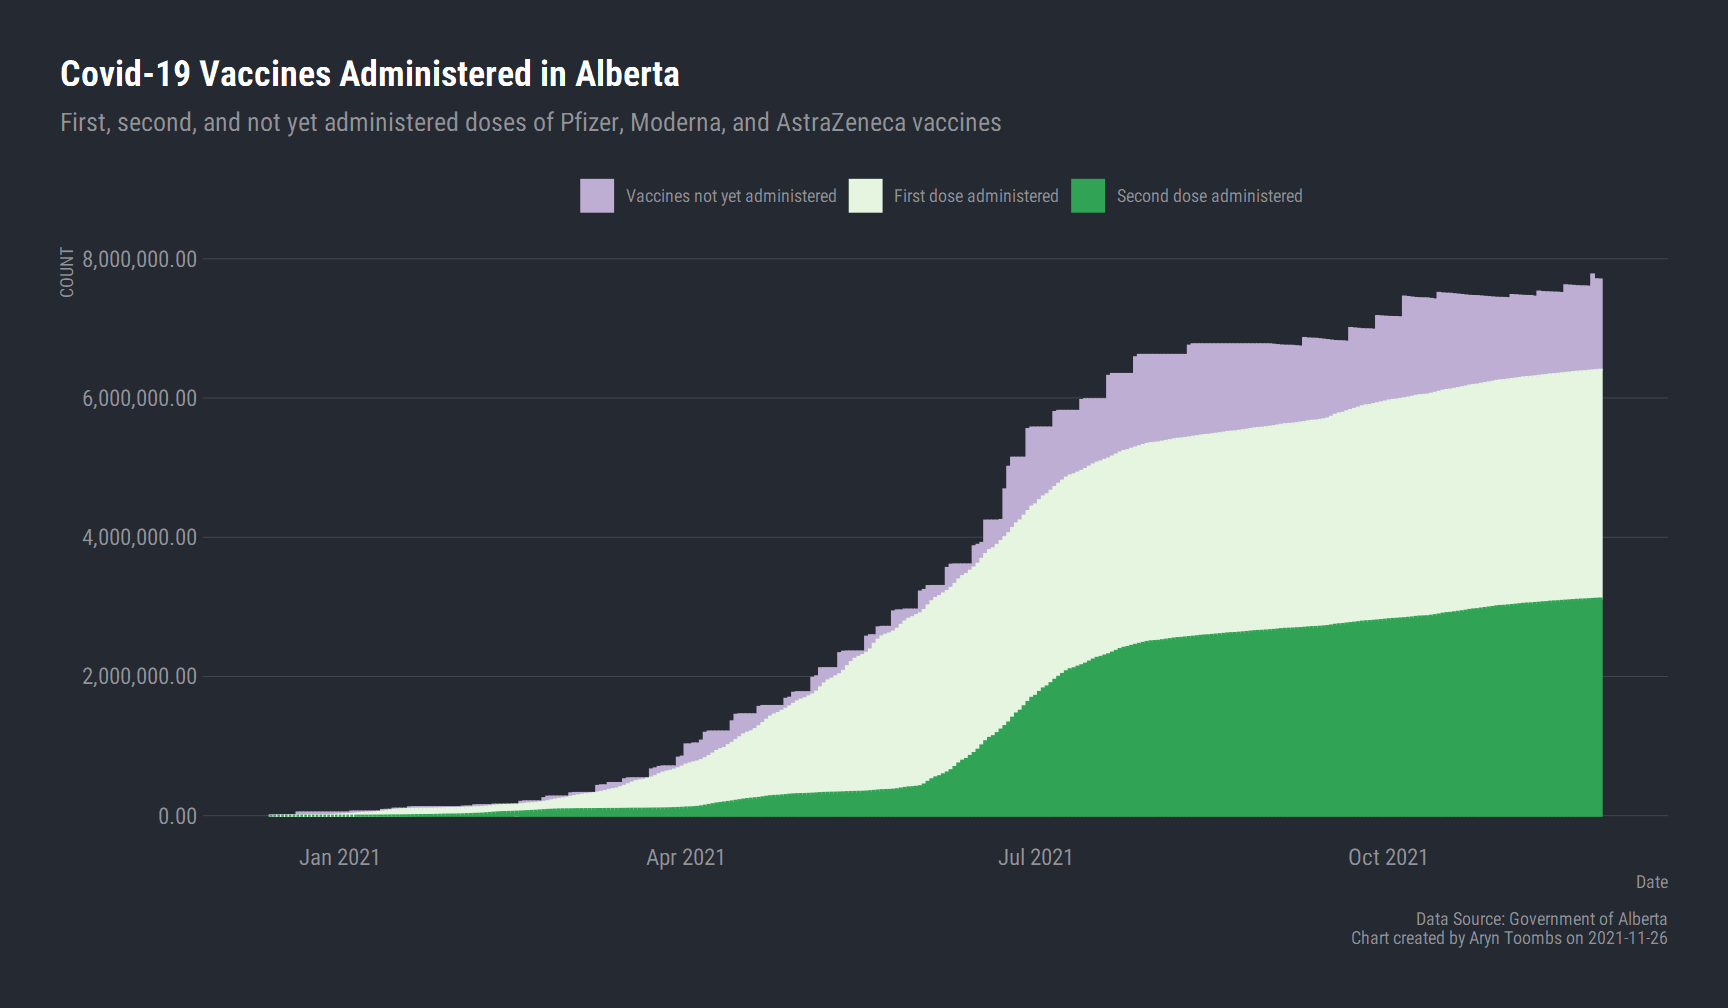 Covid-19 Vaccines Administered in Alberta
First, second, and not yet administered doses of Pfizer, Moderna, and AstraZeneca vaccines
Vaccines not yet administered First dose administered Second dose administered
COUNT
8,000,000.00
6,000,000.00
4,000,000.00
2,000,000.00
0.00
Jan 2021 Apr 2021 Jul 2021 Oct 2021
Date
Data Source: Government of Alberta
Chart created by Aryn Toombs on 2021-11-26